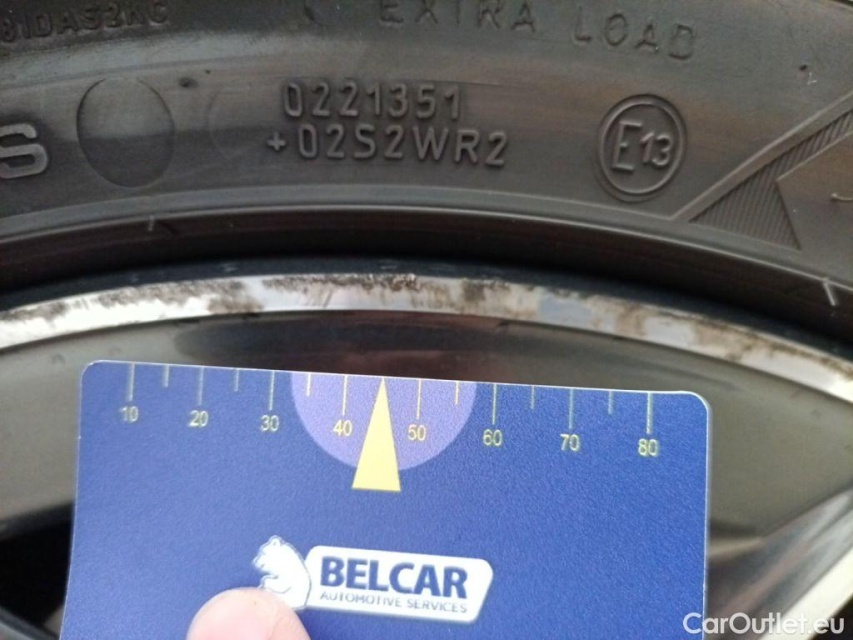 EXTRA LOAD
0221351
+02S2WR2
E13
S
10 20 30 40 50 60 70 80
BELCAR
AUTOMOTIVE SERVICES
CarOutlet.eu